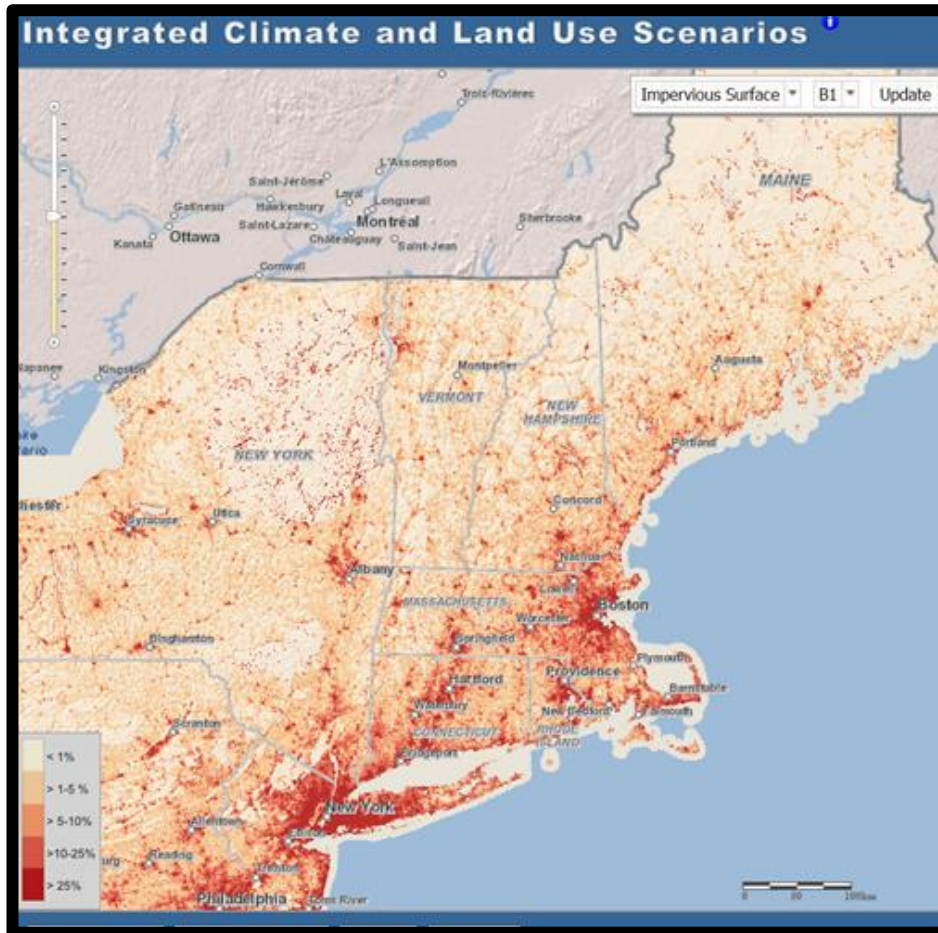 Integrated Climate and Land Use Scenarios i
Impervious Surface B1 Update
Trois-Rivières
L'Assomption
Saint-Jérôme
MAINE
Laval Longueuil
Gatineau Hawkesbury
Montréal
Saint-Lazare
Sherbrooke
Kanata Ottawa
Châteauguay Saint-Jean
Cornwall
Augusta
Kingston
Montpelier
VERMONT
NEW
HAMPSHIRE
Portland
NEW YORK
Concord
Syracuse Utica
Nashua
Albany
Lowell
MASSACHUSETTS
Boston
Worcester
Binghamton
Springfield
Plymouth
Hartford
Providence
Barnstable
Waterbury
New Bedford
Falmouth
Scranton
CONNECTICUT
RHODE
ISLAND
Bridgeport
< 1%
> 1-5 %
> 5-10%
>10-25%
> 25%
New York
Allentown
Edison
Reading
Trenton
Philadelphia Toms River
0 100km